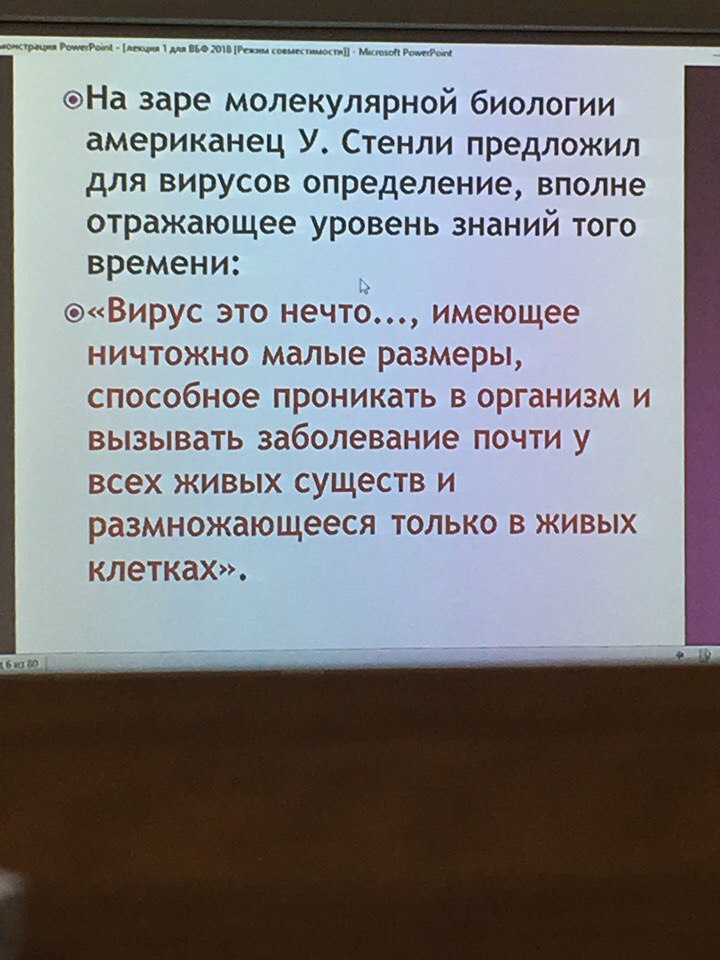 монстрация PowerPoint - [лекция 1 для ВБФ 2018 [Режим совместимости]] - Microsoft PowerPoint
На заре молекулярной биологии
американец У. Стенли предложил
для вирусов определение, вполне
отражающее уровень знаний того
времени:
«Вирус это нечто..., имеющее
ничтожно малые размеры,
способное проникать в организм и
вызывать заболевание почти у
всех живых существ и
размножающееся только в живых
клетках».
6 из 80